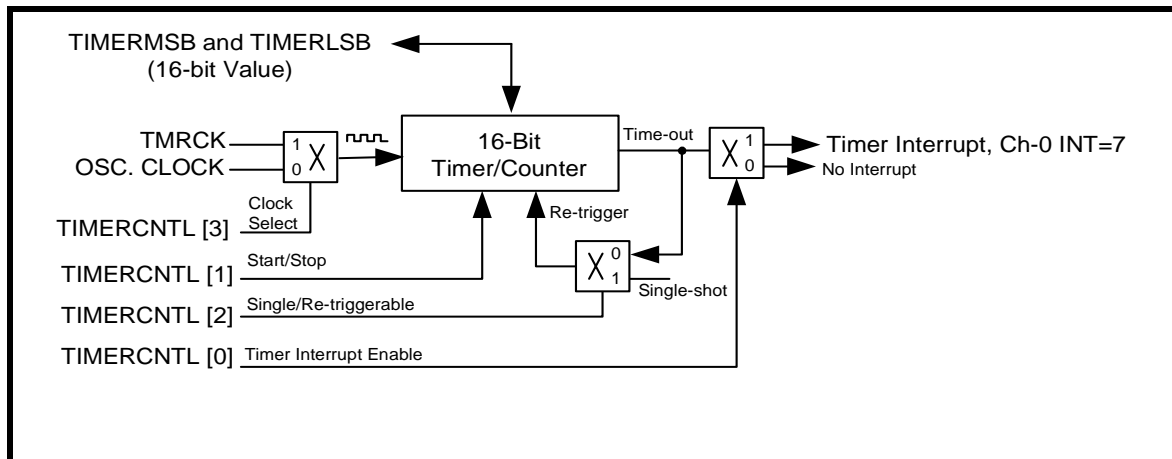 TIMERMSB and TIMERLSB
(16-bit Value)
TMRCK
OSC. CLOCK
1
0
X
Clock
Select
TIMERCNTL [3]
16-Bit
Timer/Counter
Time-out
X
1
0
Timer Interrupt, Ch-0 INT=7
No Interrupt
Re-trigger
X
0
1
Single-shot
TIMERCNTL [1]
Start/Stop
TIMERCNTL [2]
Single/Re-triggerable
TIMERCNTL [0]
Timer Interrupt Enable